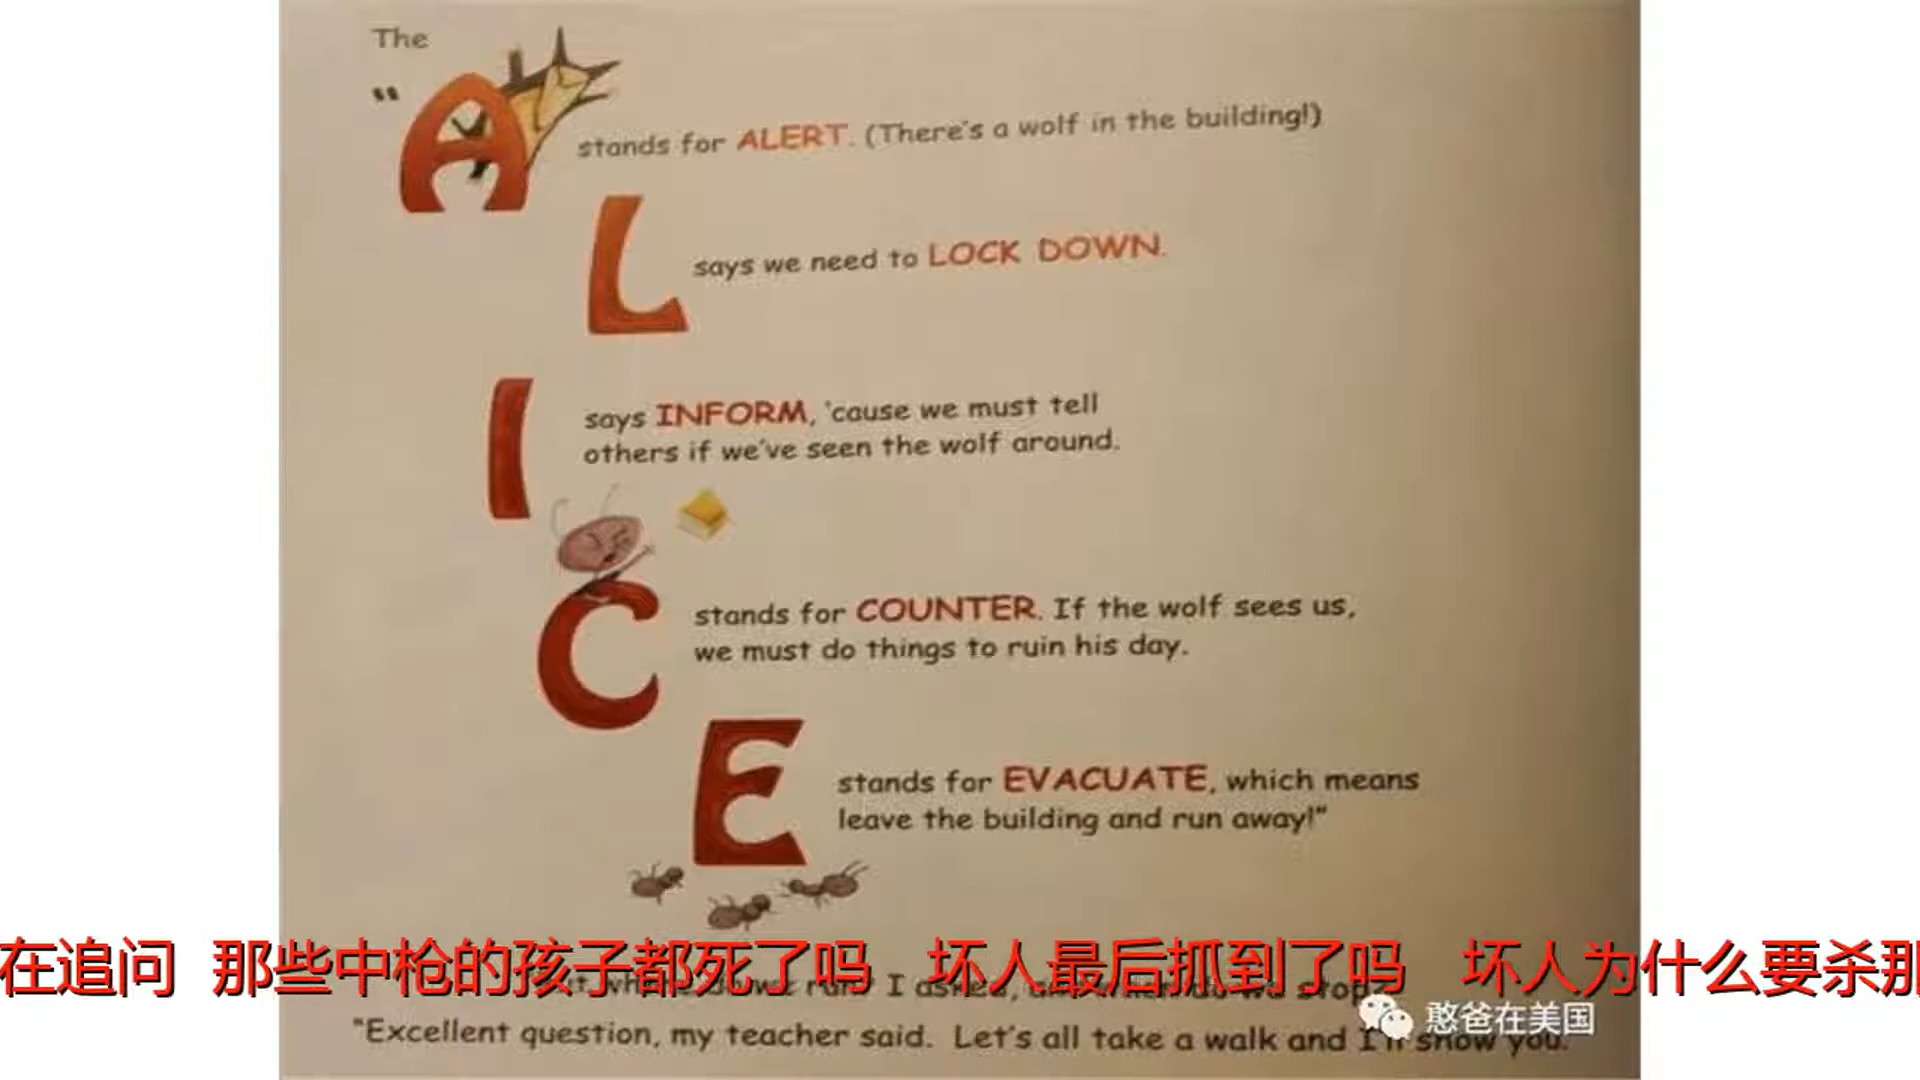 The
"A stands for ALERT. (There's a wolf in the building!)
L says we need to LOCK DOWN.
I says INFORM, 'cause we must tell
others if we've seen the wolf around.
C stands for COUNTER. If the wolf sees us,
we must do things to ruin his day.
E stands for EVACUATE, which means
leave the building and run away!"
在追问 那些中枪的孩子都死了吗 坏人最后抓到了吗 坏人为什么要杀那
I asked,
stop?
憨爸在美国
"Excellent question, my teacher said. Let's all take a walk and I'll show you.